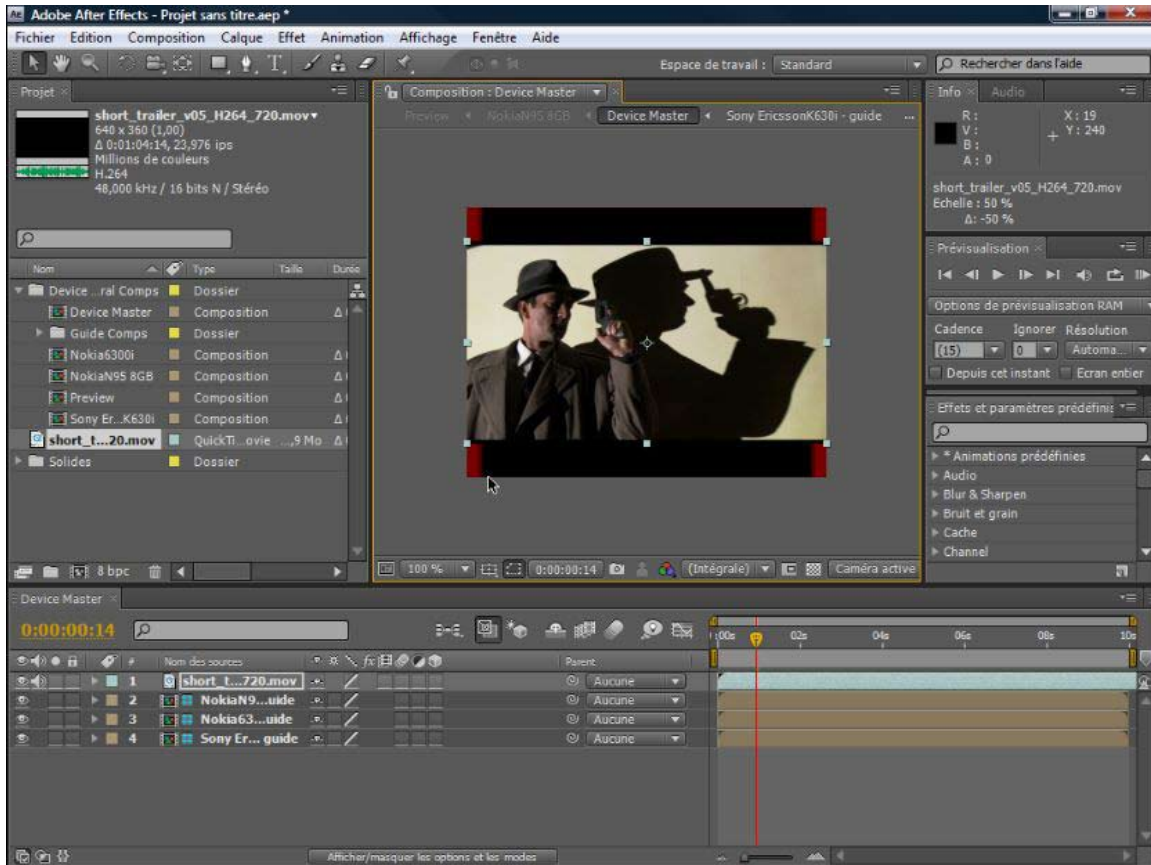 Ae Adobe After Effects - Projet sans titre.aep *
Fichier Edition Composition Calque Effet Animation Affichage Fenêtre Aide
Espace de travail : Standard
Rechercher dans l'aide
Projet
short_trailer_v05_H264_720.mov
640 x 360 (1,00)
Δ 0:01:04:14, 23,976 ips
Millions de couleurs
H.264
48,000 kHz / 16 bits N / Stéréo
Nom Type Taille Durée
Device ...ral Comps Dossier
Device Master Composition Δ
Guide Comps Dossier
Nokia6300i Composition Δ
NokiaN95 8GB Composition Δ
Preview Composition Δ
Sony Er...K630i Composition Δ
short_t...20.mov QuickTi...ovie ...,9 Mo Δ
Solides Dossier
8 bpc
Composition : Device Master
Preview NokiaN95 8GB Device Master Sony EricssonK630i - guide ...
100 % 0:00:00:14 (Intégrale) Caméra active
Info Audio
R : X : 19
V : Y : 240
B :
A : 0
short_trailer_v05_H264_720.mov
Echelle : 50 %
Δ: -50 %
Prévisualisation
Options de prévisualisation RAM
Cadence Ignorer Résolution
(15) 0 Automa...
Depuis cet instant Ecran entier
Effets et paramètres prédéfinis
* Animations prédéfinies
Audio
Blur & Sharpen
Bruit et grain
Cache
Channel
Device Master
0:00:00:14
:00s 02s 04s 06s 08s 10s
# Nom des sources fx Parent
1 short_t...720.mov Aucune
2 NokiaN9...uide Aucune
3 Nokia63...uide Aucune
4 Sony Er... guide Aucune
Afficher/masquer les options et les modes